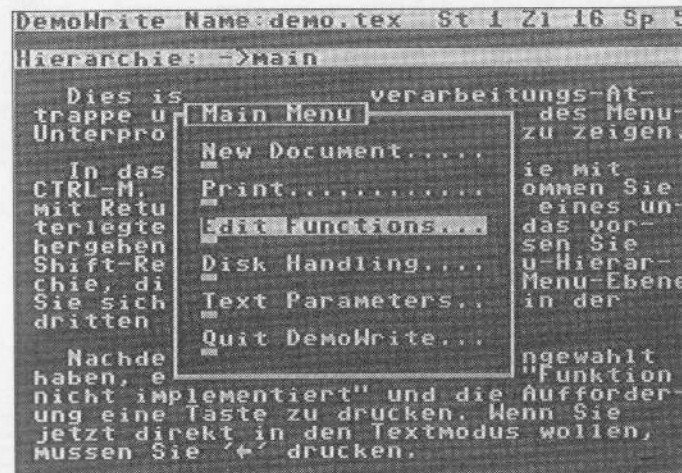 DemoWrite Name:demo.tex St 1 Zl 16 Sp 5
Hierarchie: ->main
Dies is verarbeitungs-At-
trappe u des Menu-
Unterpro zu zeigen.
Main Menu
New Document.....
Print............
Edit Functions...
Disk Handling....
Text Parameters..
Quit DemoWrite...
In das ie mit
CTRL-M. ommen Sie
mit Retu eines un-
terlegte das vor-
hergehen sen Sie
Shift-Re u-Hierar-
chie, di Menu-Ebene
Sie sich in der
dritten
Nachde ngewahlt
haben, e "Funktion
nicht implementiert" und die Aufforder-
ung eine Taste zu drucken. Wenn Sie
jetzt direkt in den Textmodus wollen,
mussen Sie '←' drucken.